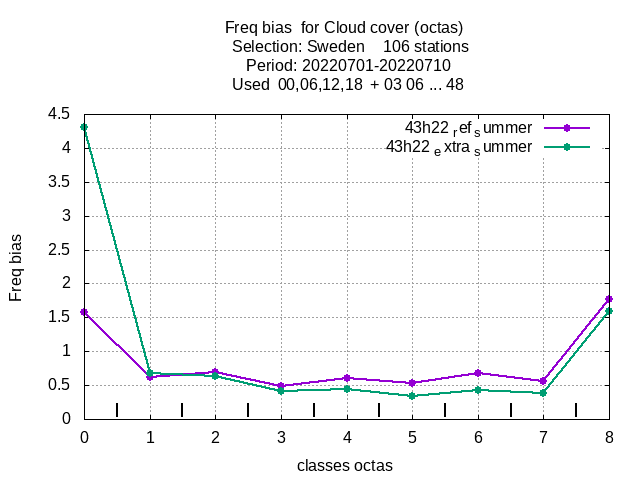 Freq bias  for Cloud cover (octas)
Selection: Sweden    106 stations
Period: 20220701-20220710
Used  00,06,12,18  + 03 06 ... 48
4.5
4
3.5
3
2.5
2
1.5
1
0.5
0
Freq bias
43h22 ref summer
43h22 extra summer
0 1 2 3 4 5 6 7 8
classes octas